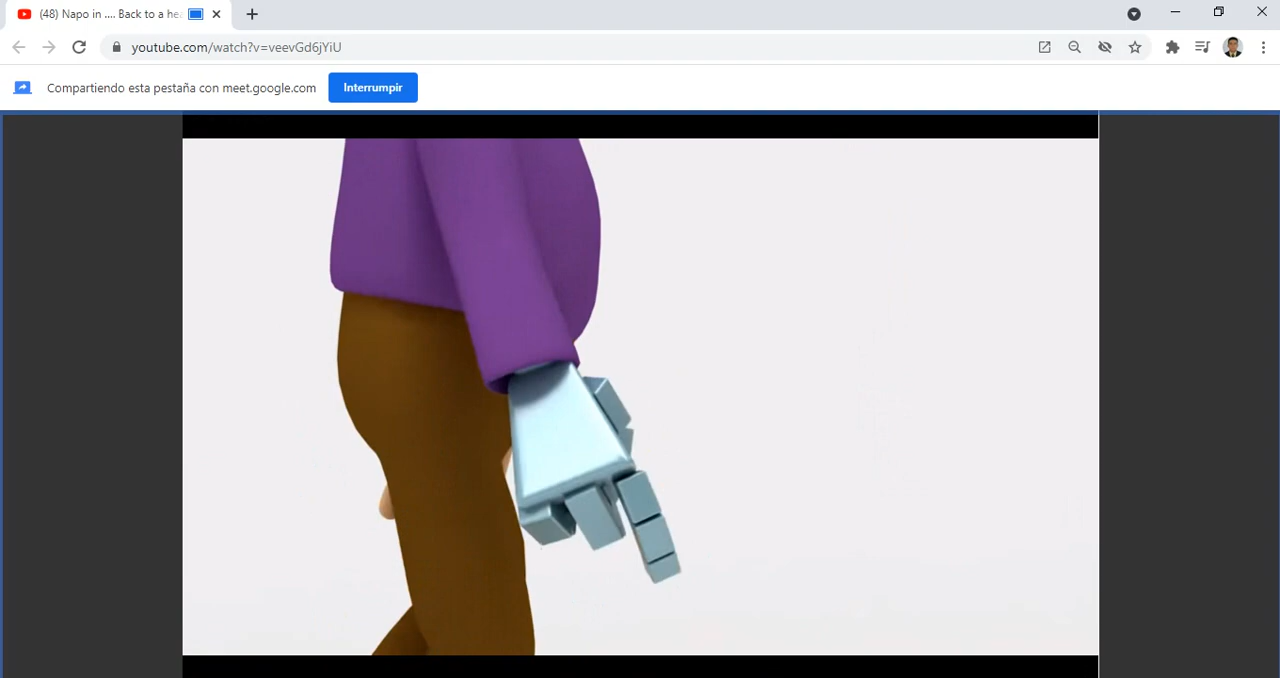 (48) Napo in .... Back to a he
youtube.com/watch?v=veevGd6jYiU
Compartiendo esta pestaña con meet.google.com Interrumpir